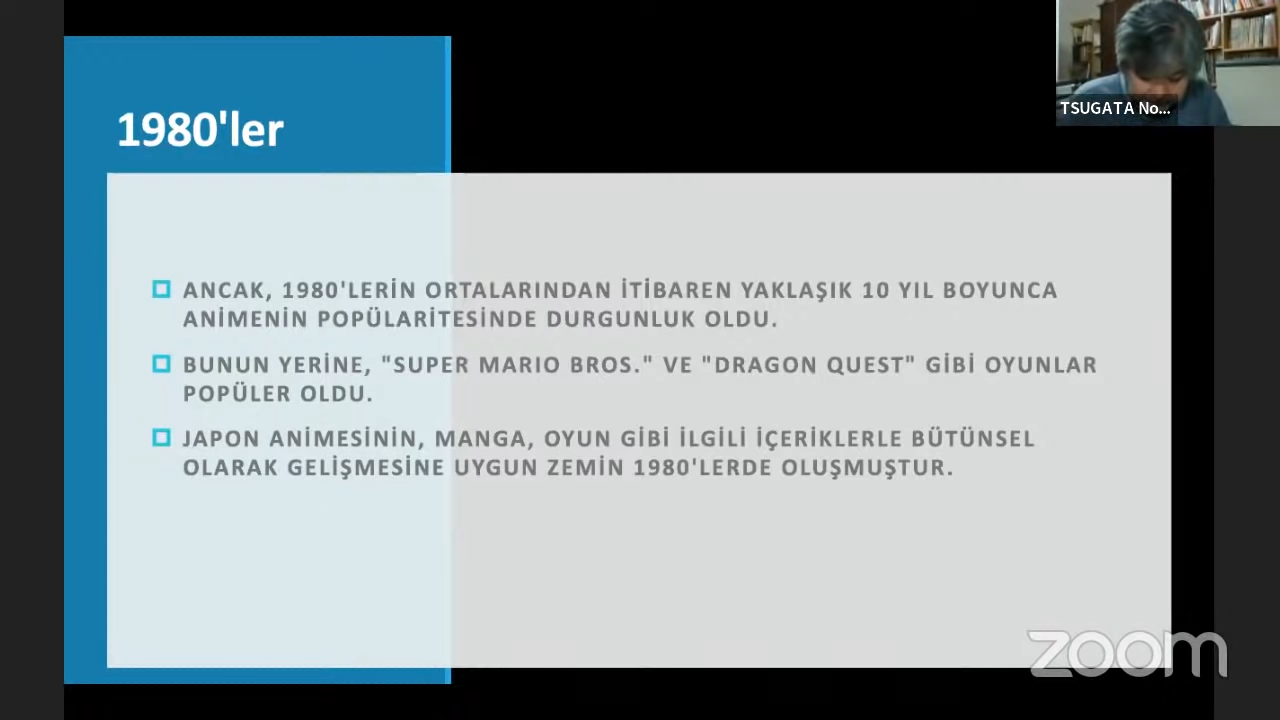 TSUGATA No...
1980'ler
ANCAK, 1980'LERİN ORTALARINDAN İTİBAREN YAKLAŞIK 10 YIL BOYUNCA
ANİMENİN POPÜLARİTESİNDE DURGUNLUK OLDU.
BUNUN YERİNE, "SUPER MARIO BROS." VE "DRAGON QUEST" GİBİ OYUNLAR
POPÜLER OLDU.
JAPON ANİMESİNİN, MANGA, OYUN GİBİ İLGİLİ İÇERİKLERLE BÜTÜNSEL
OLARAK GELİŞMESİNE UYGUN ZEMİN 1980'LERDE OLUŞMUŞTUR.
zoom